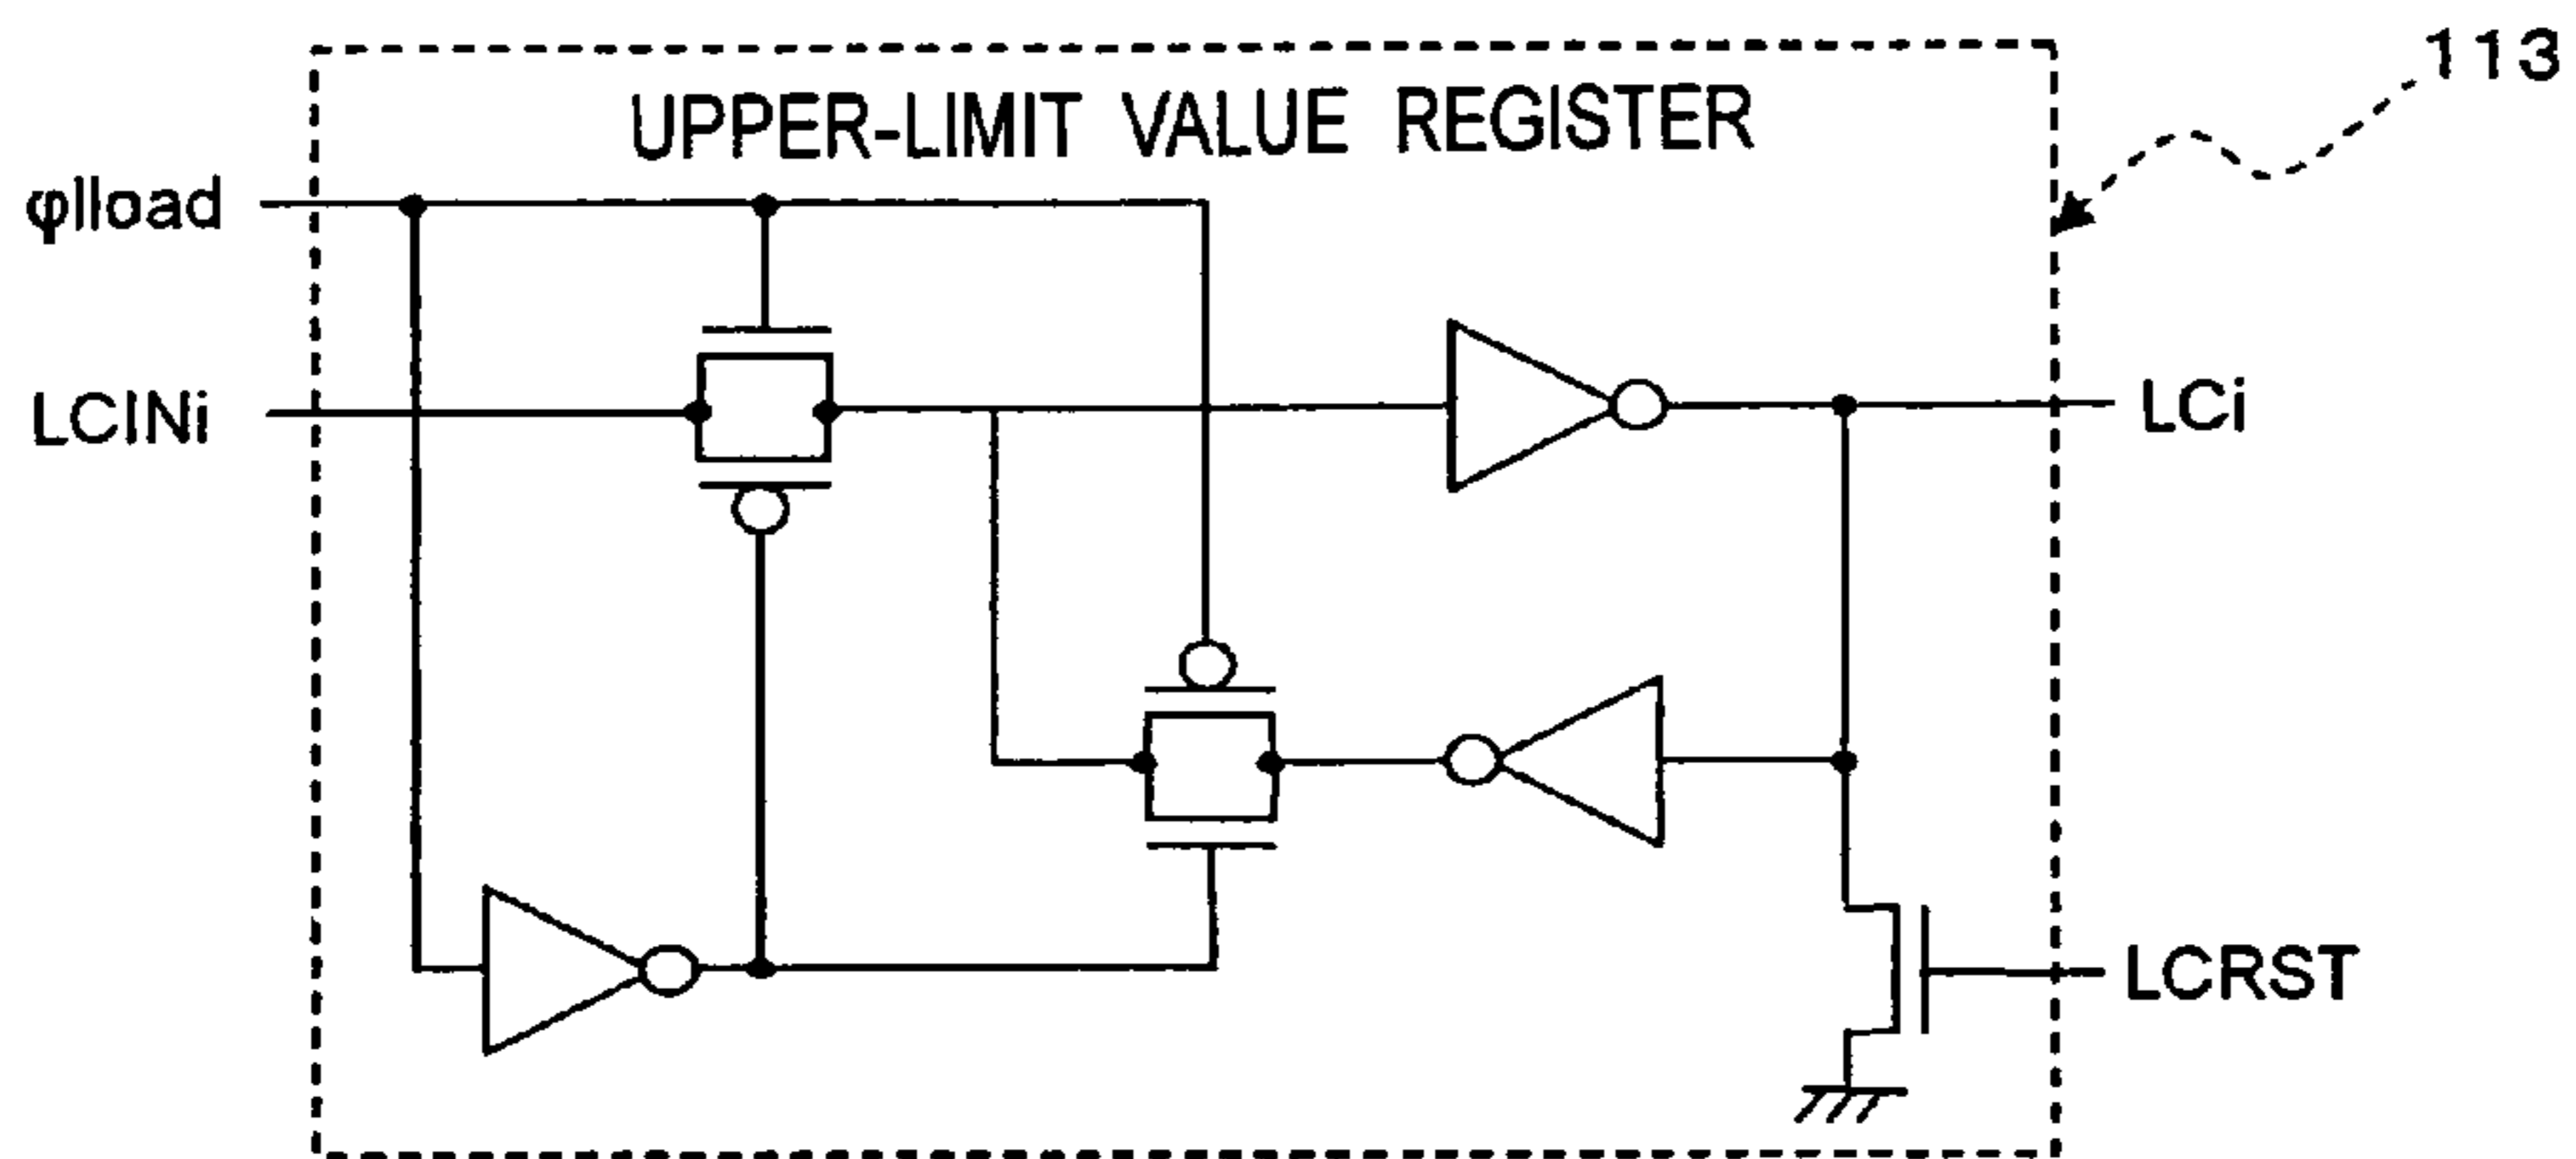 113
UPPER-LIMIT VALUE REGISTER
φlload
LCINi
LCi
LCRST